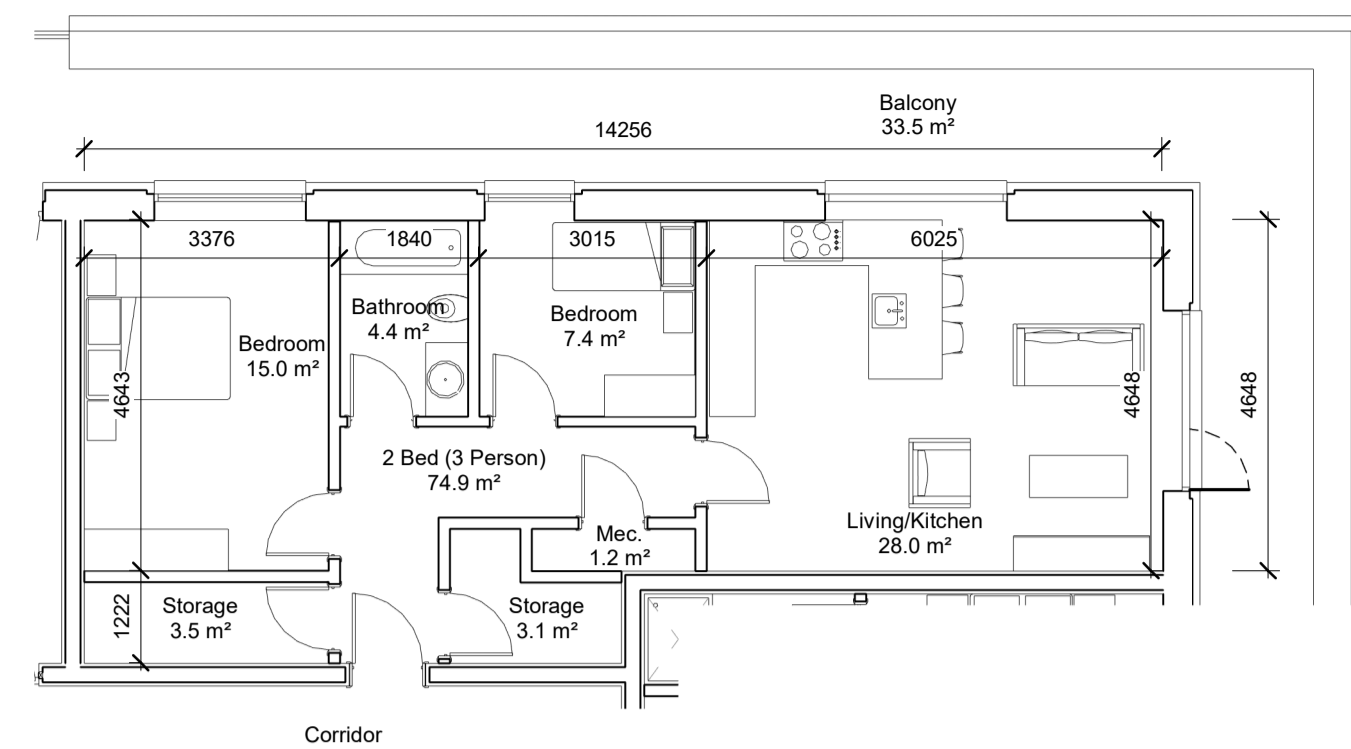 Balcony
33.5 m²
14256
3376
1840
3015
6025
Bathroom
4.4 m²
Bedroom
7.4 m²
Bedroom
15.0 m²
4643
4648
4648
2 Bed (3 Person)
74.9 m²
Living/Kitchen
28.0 m²
Mec.
1.2 m²
Storage
3.5 m²
1222
Storage
3.1 m²
Corridor